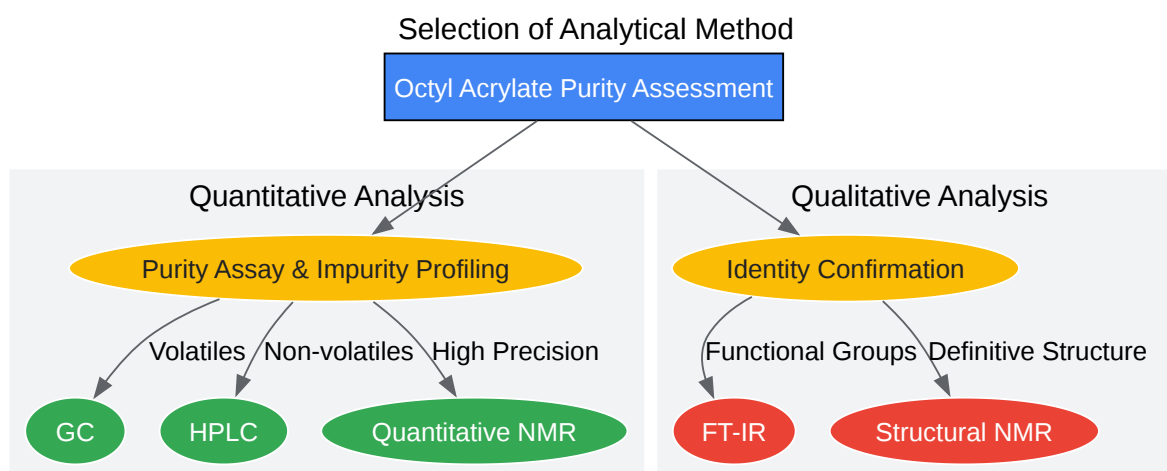 Selection of Analytical Method
Octyl Acrylate Purity Assessment
Quantitative Analysis
Qualitative Analysis
Purity Assay & Impurity Profiling
Identity Confirmation
Volatiles
Non-volatiles
High Precision
Functional Groups
Definitive Structure
GC
HPLC
Quantitative NMR
FT-IR
Structural NMR